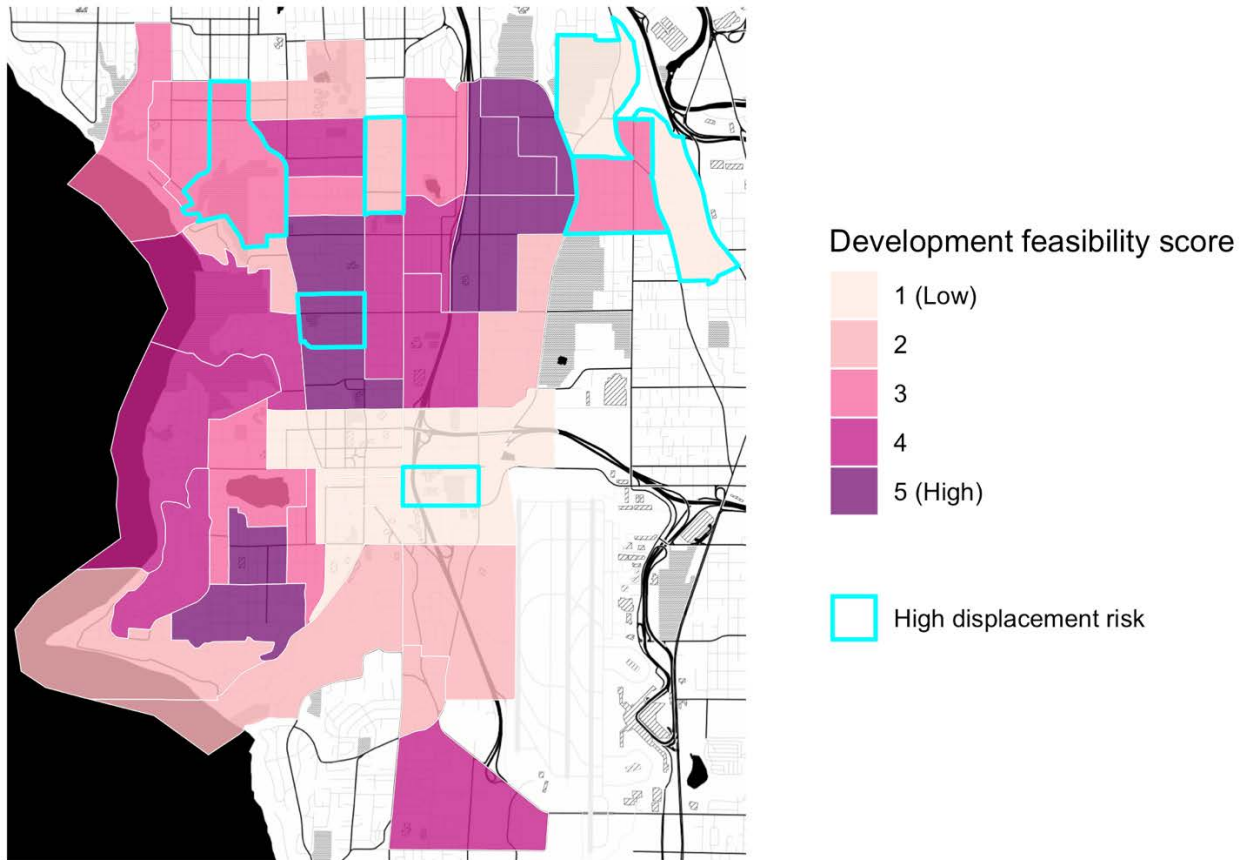 Development feasibility score
1 (Low)
2
3
4
5 (High)
High displacement risk